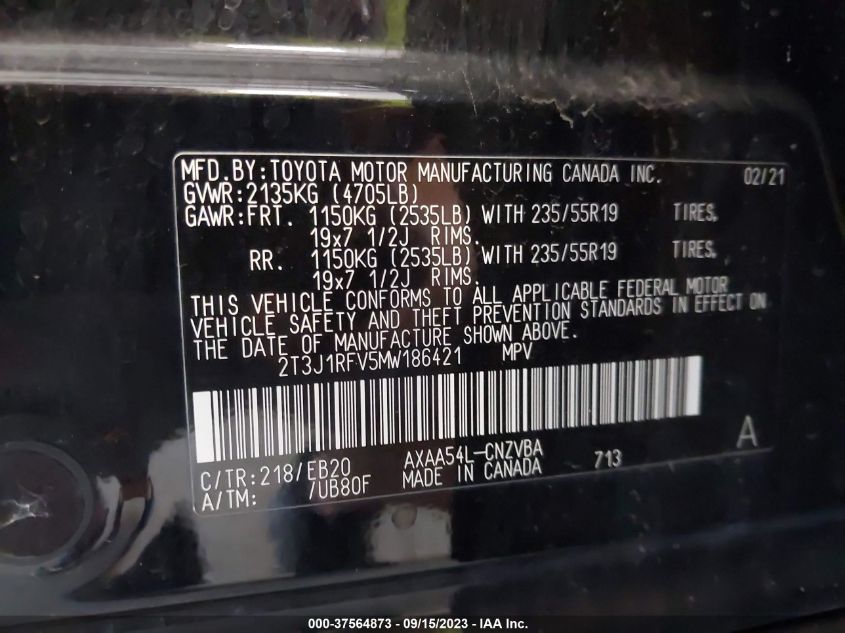 MFD.BY:TOYOTA MOTOR MANUFACTURING CANADA INC. 02/21
GVWR:2135KG (4705LB)
GAWR:FRT. 1150KG (2535LB) WITH 235/55R19 TIRES,
19x7 1/2J RIMS.
RR. 1150KG (2535LB) WITH 235/55R19 TIRES,
19x7 1/2J RIMS.
THIS VEHICLE CONFORMS TO ALL APPLICABLE FEDERAL MOTOR
VEHICLE SAFETY AND THEFT PREVENTION STANDARDS IN EFFECT ON
THE DATE OF MANUFACTURE SHOWN ABOVE.
2T3J1RFV5MW186421 MPV
C/TR:218/EB20 AXAA54L-CNZVBA 713 A
A/TM: /UB80F MADE IN CANADA
000-37564873 - 09/15/2023 - IAA Inc.